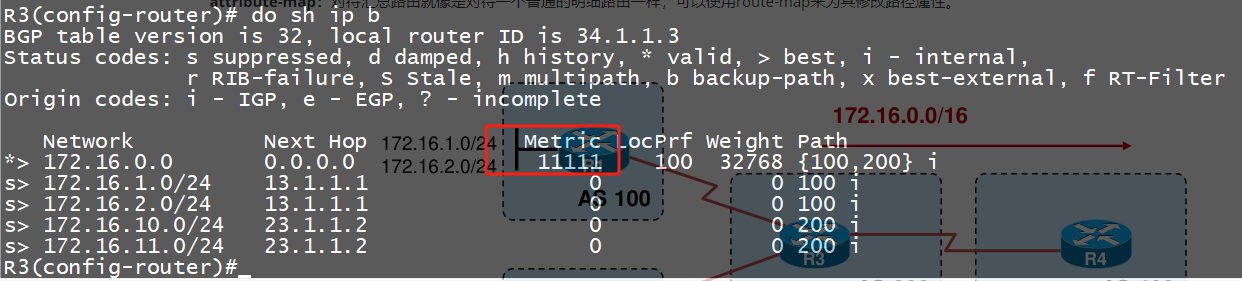 attribute-map：对待汇总路由就像是对待一个普通的明细路由一样，可以使用route-map来为其修改路径属性。
R3(config-router)# do sh ip b
BGP table version is 32, local router ID is 34.1.1.3
Status codes: s suppressed, d damped, h history, * valid, > best, i - internal,
r RIB-failure, S Stale, m multipath, b backup-path, x best-external, f RT-Filter
Origin codes: i - IGP, e - EGP, ? - incomplete
172.16.0.0/16
Network Next Hop Metric LocPrf Weight Path
*> 172.16.0.0 0.0.0.0 11111 100 32768 {100,200} i
s> 172.16.1.0/24 13.1.1.1 0 0 100 i
s> 172.16.2.0/24 13.1.1.1 0 0 100 i
s> 172.16.10.0/24 23.1.1.2 0 0 200 i
s> 172.16.11.0/24 23.1.1.2 0 0 200 i
R3(config-router)#
172.16.1.0/24
172.16.2.0/24
AS 100
R3
R4